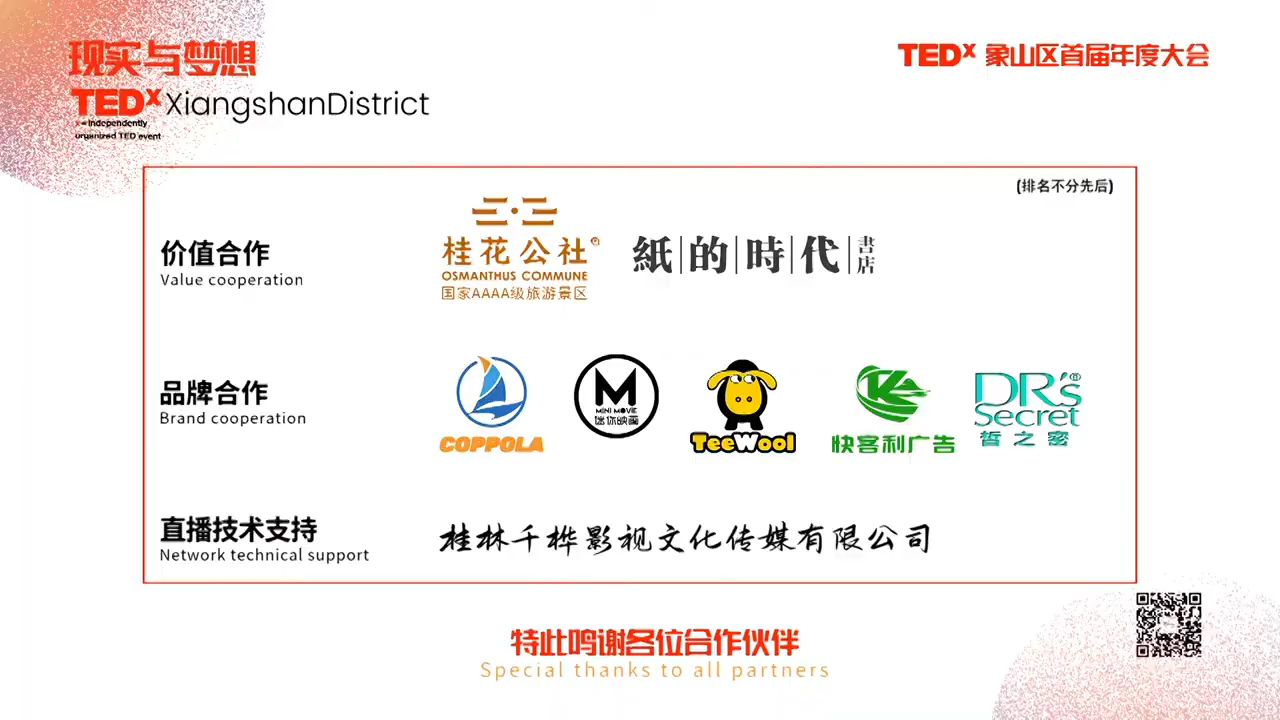 现实与梦想
TEDx XiangshanDistrict
x = independently
organized TED event
TEDx 象山区首届年度大会
(排名不分先后)
价值合作
Value cooperation
桂花公社®
OSMANTHUS COMMUNE
国家AAAA级旅游景区
紙的時代書店
品牌合作
Brand cooperation
COPPOLA
M
MINI MOVIE
迷你映画
TeeWool
快客利广告
DR's®
Secret
皙之密
直播技术支持
Network technical support
桂林千桦影视文化传媒有限公司
特此鸣谢各位合作伙伴
Special thanks to all partners